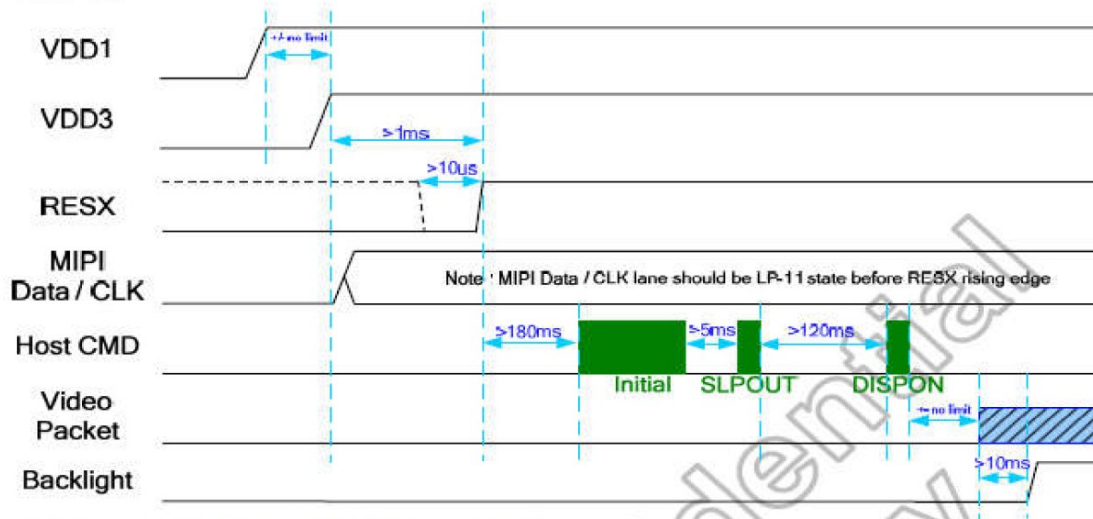 VDD1
+/- no limit
VDD3
>1ms
>10us
RESX
MIPI
Data / CLK
Note : MIPI Data / CLK lane should be LP-11 state before RESX rising edge
Host CMD
>180ms
>5ms
>120ms
Initial
SLPOUT
DISPON
Video
Packet
+- no limit
Backlight
>10ms